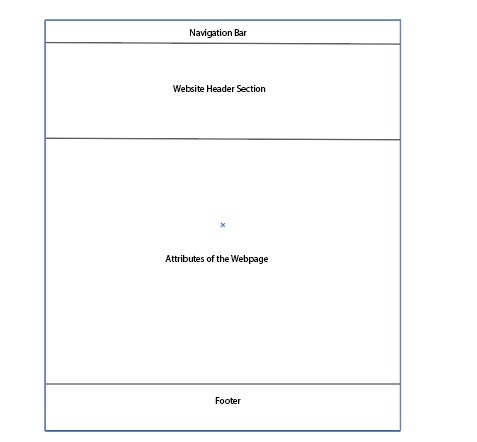 Navigation Bar
Website Header Section
Attributes of the Webpage
Footer